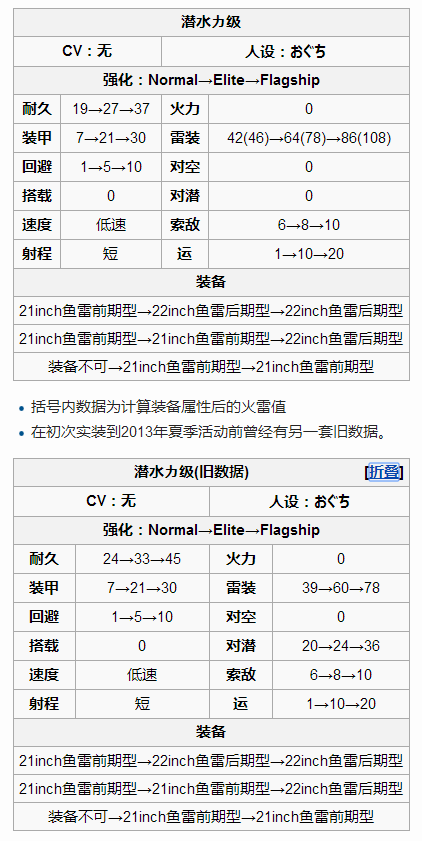 潜水カ级
CV：无 人设：おぐち
强化：Normal→Elite→Flagship
耐久 19→27→37 火力 0
装甲 7→21→30 雷装 42(46)→64(78)→86(108)
回避 1→5→10 对空 0
搭载 0 对潜 0
速度 低速 索敌 6→8→10
射程 短 运 1→10→20
装备
21inch鱼雷前期型→22inch鱼雷后期型→22inch鱼雷后期型
21inch鱼雷前期型→21inch鱼雷前期型→22inch鱼雷后期型
装备不可→21inch鱼雷前期型→21inch鱼雷前期型
括号内数据为计算装备属性后的火雷值
在初次实装到2013年夏季活动前曾经有另一套旧数据。
潜水カ级(旧数据) [折叠]
CV：无 人设：おぐち
强化：Normal→Elite→Flagship
耐久 24→33→45 火力 0
装甲 7→21→30 雷装 39→60→78
回避 1→5→10 对空 0
搭载 0 对潜 20→24→36
速度 低速 索敌 6→8→10
射程 短 运 1→10→20
装备
21inch鱼雷前期型→22inch鱼雷后期型→22inch鱼雷后期型
21inch鱼雷前期型→21inch鱼雷前期型→22inch鱼雷后期型
装备不可→21inch鱼雷前期型→21inch鱼雷前期型